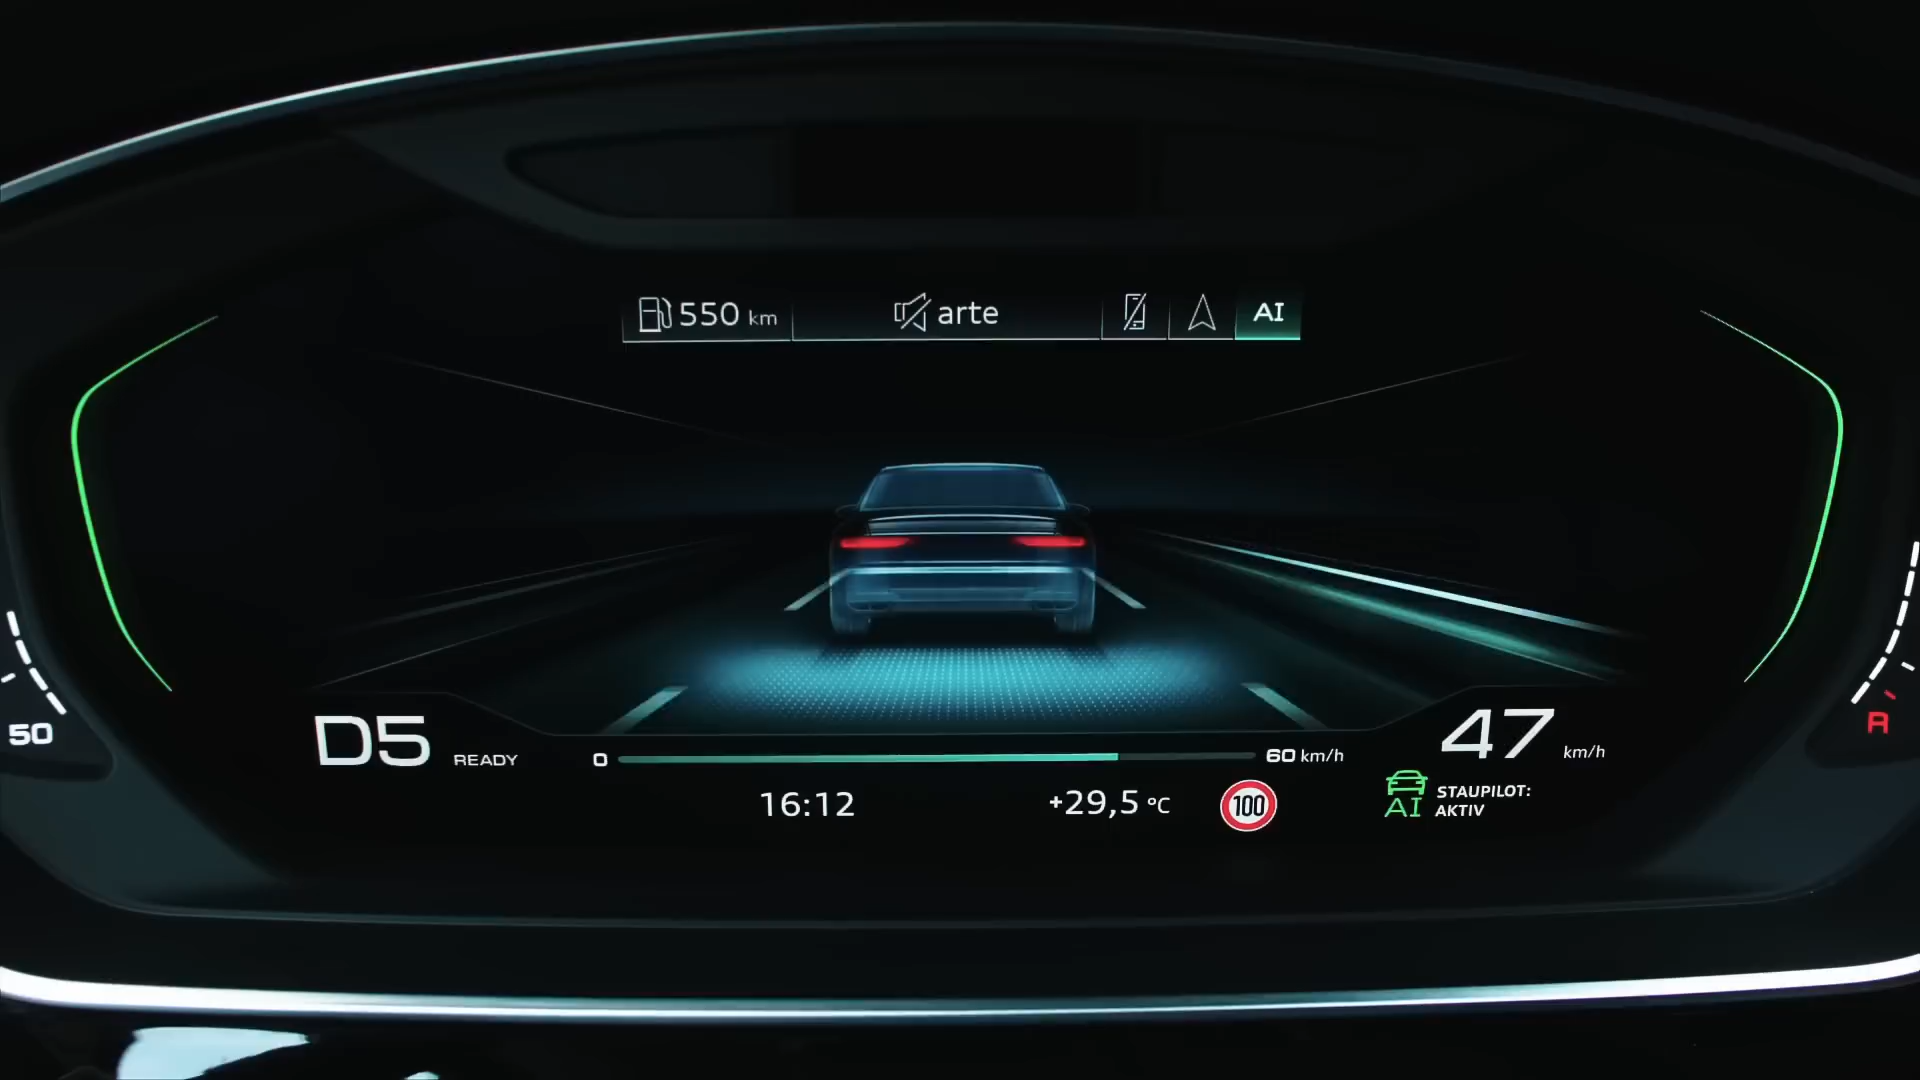 550 km
arte
AI
50
D5 READY
0
60 km/h
47 km/h
16:12
+29,5 °C
100
AI STAUPILOT:
AKTIV
R